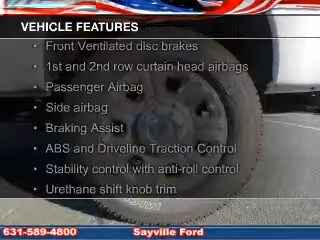 VEHICLE FEATURES
• Front Ventilated disc brakes
• 1st and 2nd row curtain head airbags
• Passenger Airbag
• Side airbag
• Braking Assist
• ABS and Driveline Traction Control
• Stability control with anti-roll control
• Urethane shift knob trim
631-589-4800 Sayville Ford